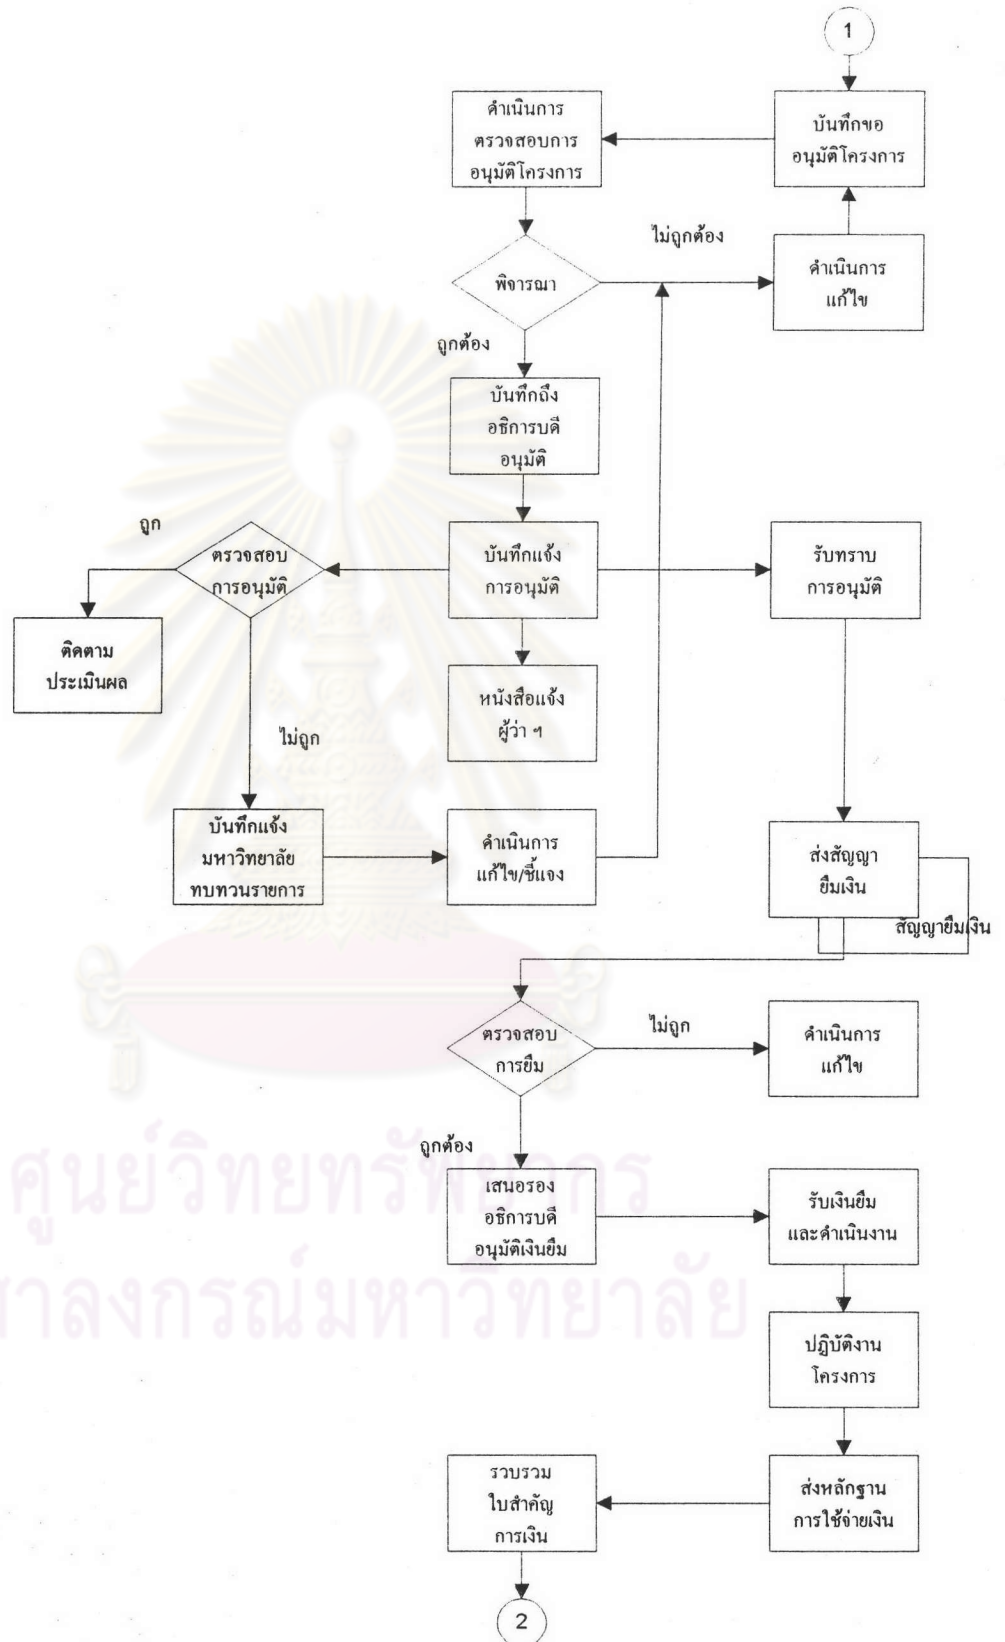 1
ดำเนินการ
ตรวจสอบการ
อนุมัติโครงการ
บันทึกขอ
อนุมัติโครงการ
พิจารณา
ไม่ถูกต้อง
ดำเนินการ
แก้ไข
ถูกต้อง
บันทึกถึง
อธิการบดี
อนุมัติ
ถูก
ตรวจสอบ
การอนุมัติ
บันทึกแจ้ง
การอนุมัติ
รับทราบ
การอนุมัติ
ติดตาม
ประเมินผล
หนังสือแจ้ง
ผู้ว่า ฯ
ไม่ถูก
บันทึกแจ้ง
มหาวิทยาลัย
ทบทวนรายการ
ดำเนินการ
แก้ไข/ชี้แจง
ส่งสัญญา
ยืมเงิน
สัญญายืมเงิน
ตรวจสอบ
การยืม
ไม่ถูก
ดำเนินการ
แก้ไข
ถูกต้อง
เสนอรอง
อธิการบดี
อนุมัติเงินยืม
รับเงินยืม
และดำเนินงาน
ศูนย์วิทยทรัพยากร
าลงกรณ์มหาวิทยาลัย
ปฏิบัติงาน
โครงการ
รวบรวม
ใบสำคัญ
การเงิน
ส่งหลักฐาน
การใช้จ่ายเงิน
2